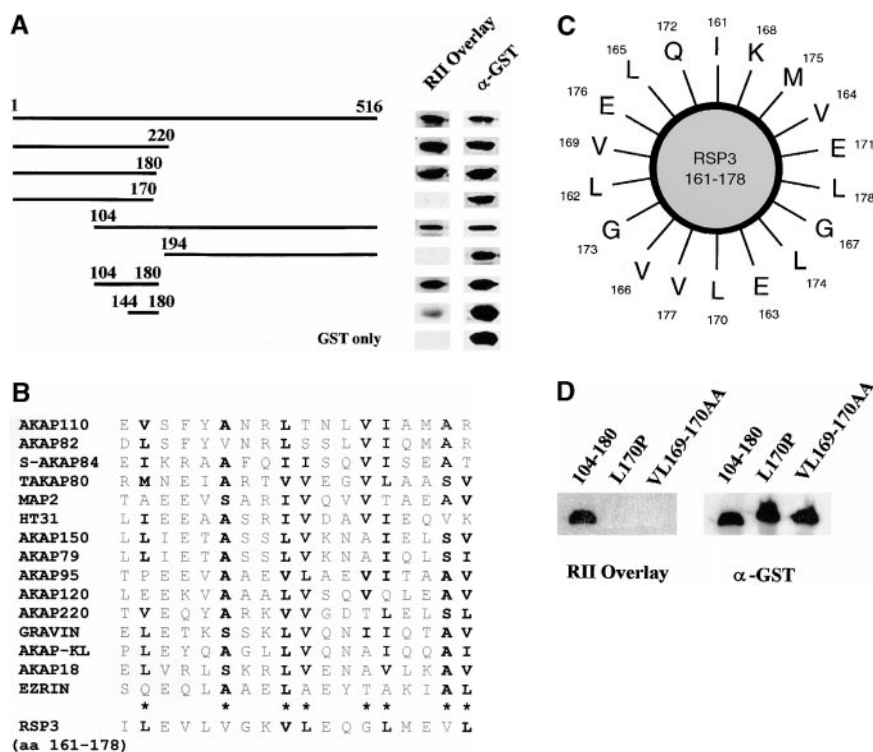 A
RII Overlay
α-GST
1 516
220
180
170
104
194
104 180
144 180
GST only
B
AKAP110 E V S F Y A N R L T N L V I A M A R
AKAP82 D L S F Y V N R L S S L V I Q M A R
S-AKAP84 E I K R A A F Q I I S Q V I S E A T
TAKAP80 R M N E I A R T V V E G V L A A S V
MAP2 T A E E V S A R I V Q V V T A E A V
HT31 L I E E A A S R I V D A V I E Q V K
AKAP150 L L I E T A S S L V K N A I E L S V
AKAP79 L L I E T A S S L V K N A I Q L S I
AKAP95 T P E E V A A E V L A E V I T A A V
AKAP120 L E E K V A A A L V S Q V Q L E A V
AKAP220 T V E Q Y A R K V V G D T L E L S L
GRAVIN E L E T K S S K L V Q N I I Q T A V
AKAP-KL P L E Y Q A G L L V Q N A I Q Q A I
AKAP18 E L V R L S K R L V E N A V L K A V
EZRIN S Q E Q L A A E L A E Y T A K I A L
* * * * * * * *
RSP3 I L E V L V G K V L E Q G L M E V L
(aa 161-178)
C
161 I
168 K
175 M
164 V
171 E
178 L
167 G
174 L
163 E
170 L
177 V
166 V
173 G
162 L
169 V
176 E
165 L
172 Q
RSP3
161-178
D
104-180
L170P
VL169-170AA
104-180
L170P
VL169-170AA
RII Overlay
α-GST